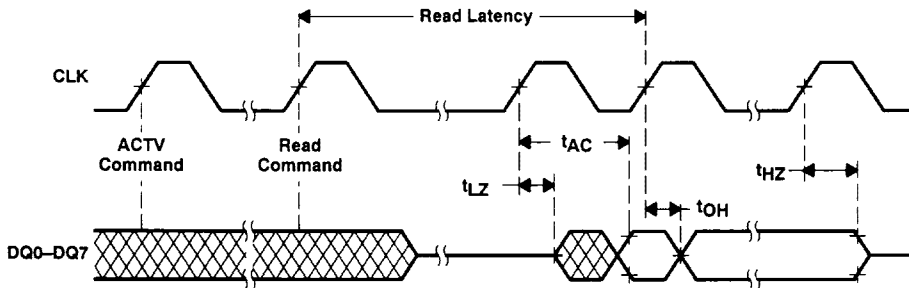 Read Latency
CLK
ACTV
Command
Read
Command
tAC
tLZ
tHZ
tOH
DQ0–DQ7